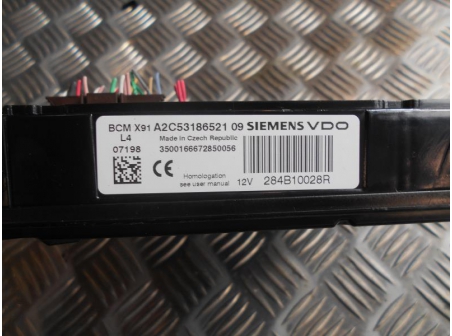 BCM X91 A2C53186521 09 SIEMENS VDO
L4 Made in Czech Republic
07198 3500166672850056
CE Homologation
see user manual 12V 284B10028R